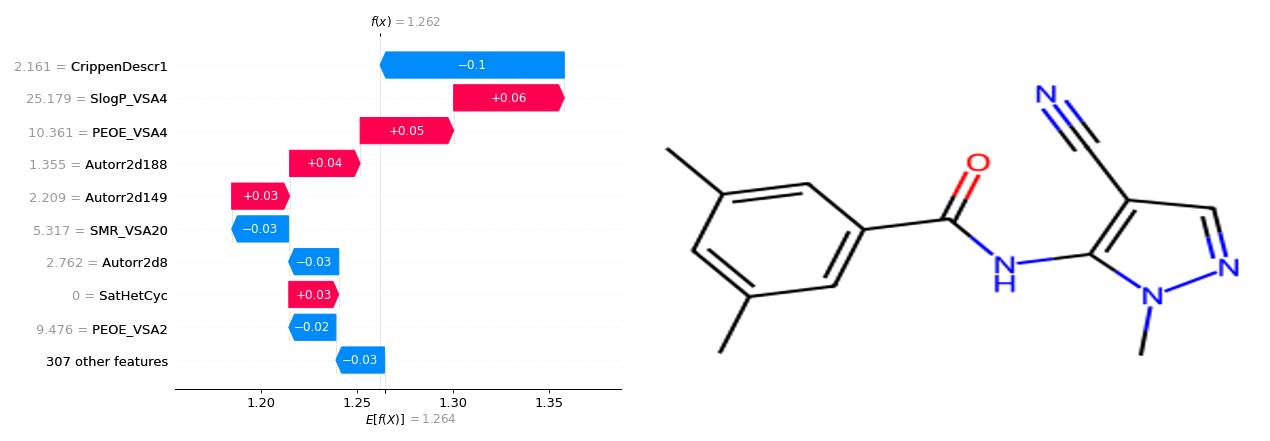 f(x) = 1.262
2.161 = CrippenDescr1
−0.1
25.179 = SlogP_VSA4
+0.06
10.361 = PEOE_VSA4
+0.05
1.355 = Autorr2d188
+0.04
2.209 = Autorr2d149
+0.03
5.317 = SMR_VSA20
−0.03
2.762 = Autorr2d8
−0.03
0 = SatHetCyc
+0.03
9.476 = PEOE_VSA2
−0.02
307 other features
−0.03
1.20 1.25 1.30 1.35
E[f(X)] = 1.264
N
O
N
H
N
N